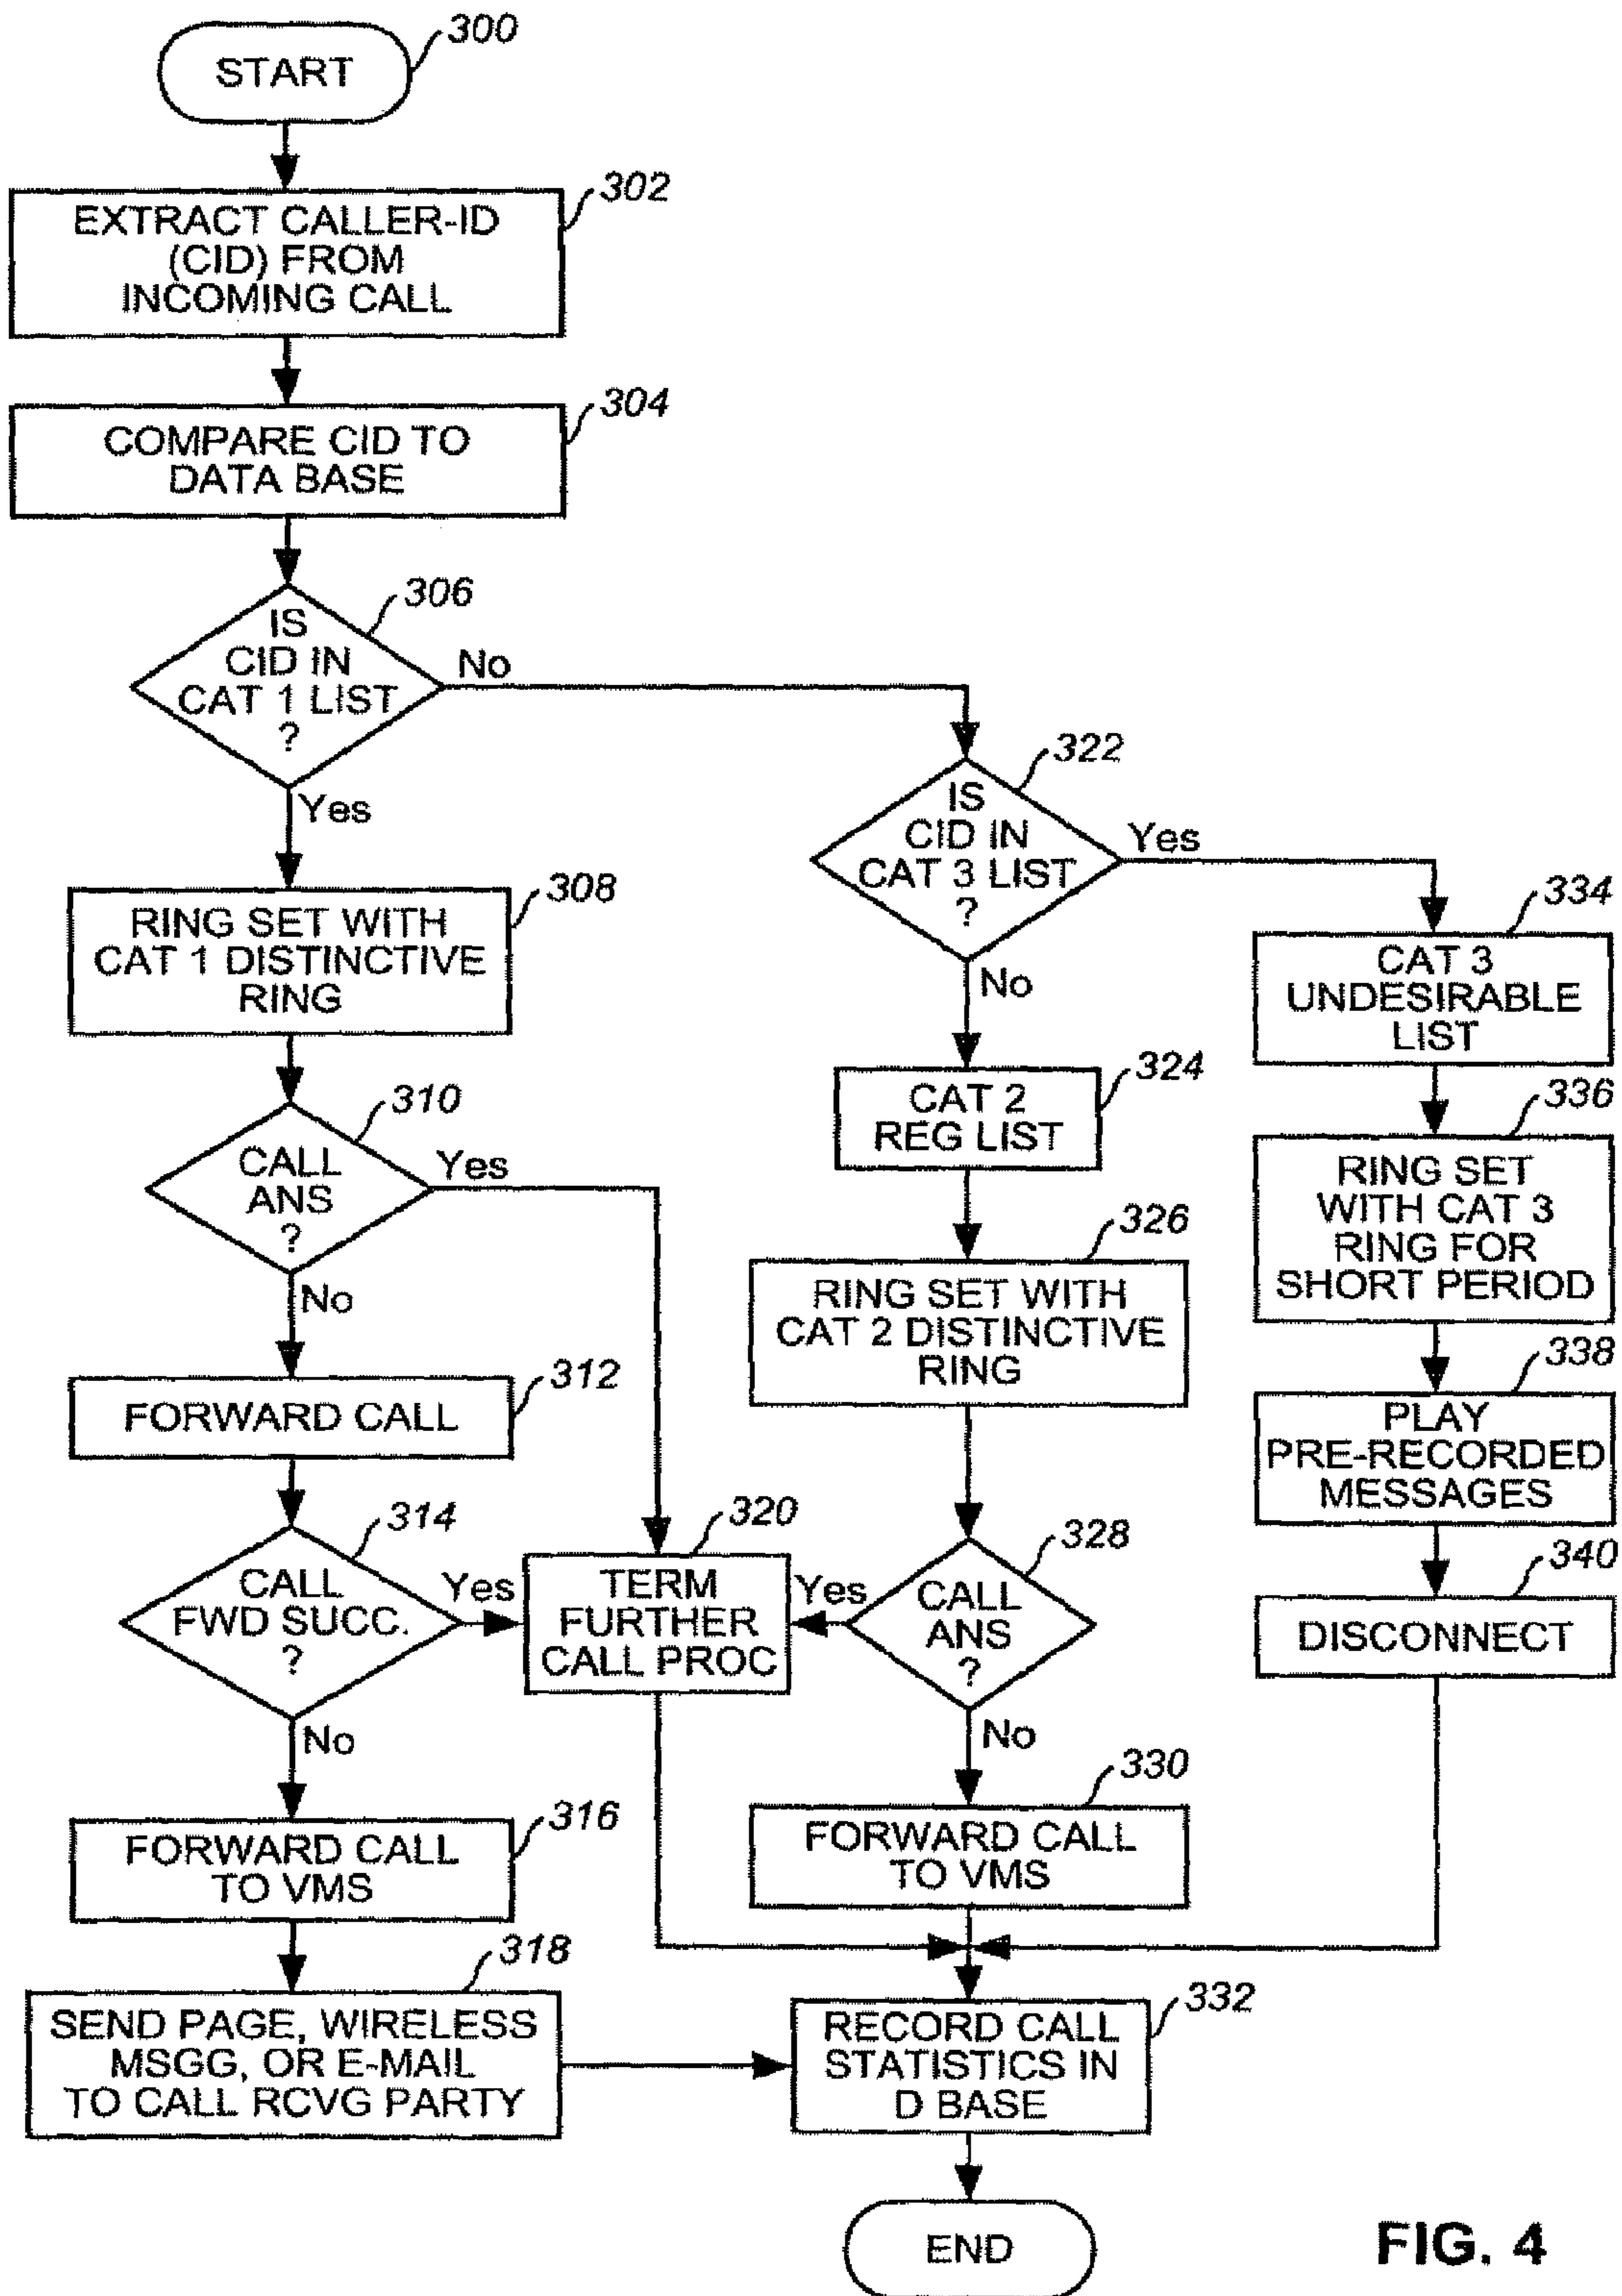 START
300
EXTRACT CALLER-ID
(CID) FROM
INCOMING CALL
302
COMPARE CID TO
DATA BASE
304
IS
CID IN
CAT 1 LIST
?
306
No
Yes
RING SET WITH
CAT 1 DISTINCTIVE
RING
308
CALL
ANS
?
310
Yes
No
FORWARD CALL
312
CALL
FWD SUCC.
?
314
Yes
No
FORWARD CALL
TO VMS
316
SEND PAGE, WIRELESS
MSGG, OR E-MAIL
TO CALL RCVG PARTY
318
TERM
FURTHER
CALL PROC
320
IS
CID IN
CAT 3 LIST
?
322
Yes
No
CAT 2
REG LIST
324
RING SET WITH
CAT 2 DISTINCTIVE
RING
326
CALL
ANS
?
328
Yes
No
FORWARD CALL
TO VMS
330
RECORD CALL
STATISTICS IN
D BASE
332
END
CAT 3
UNDESIRABLE
LIST
334
RING SET
WITH CAT 3
RING FOR
SHORT PERIOD
336
PLAY
PRE-RECORDED
MESSAGES
338
DISCONNECT
340
FIG. 4